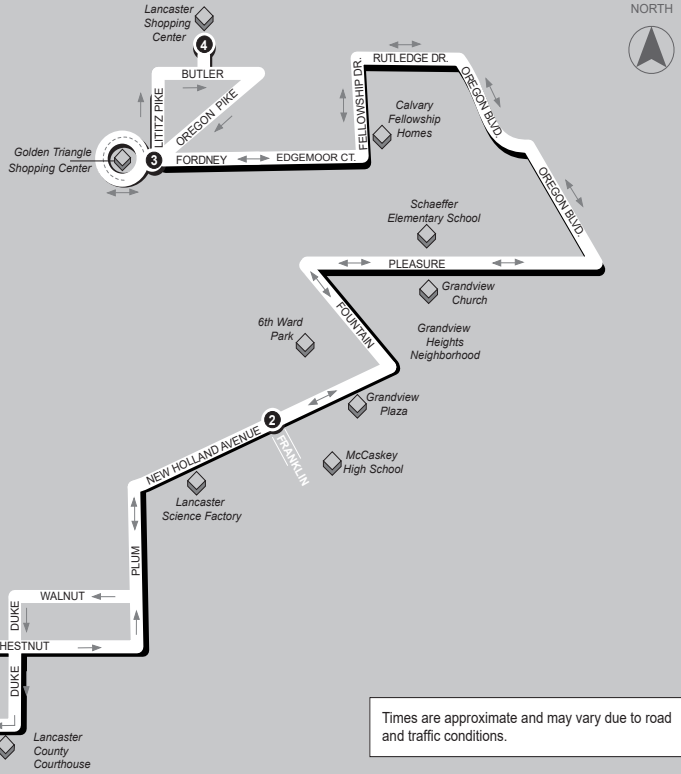 NORTH
Lancaster
Shopping
Center
4
BUTLER
LITITZ PIKE
OREGON PIKE
Golden Triangle
Shopping Center
3
FORDNEY
EDGEMOOR CT.
FELLOWSHIP DR.
RUTLEDGE DR.
OREGON BLVD.
Calvary
Fellowship
Homes
OREGON BLVD.
Schaeffer
Elementary School
PLEASURE
Grandview
Church
FOUNTAIN
6th Ward
Park
Grandview
Heights
Neighborhood
Grandview
Plaza
2
FRANKLIN
NEW HOLLAND AVENUE
McCaskey
High School
Lancaster
Science Factory
PLUM
WALNUT
DUKE
HESTNUT
DUKE
Lancaster
County
Courthouse
Times are approximate and may vary due to road
and traffic conditions.